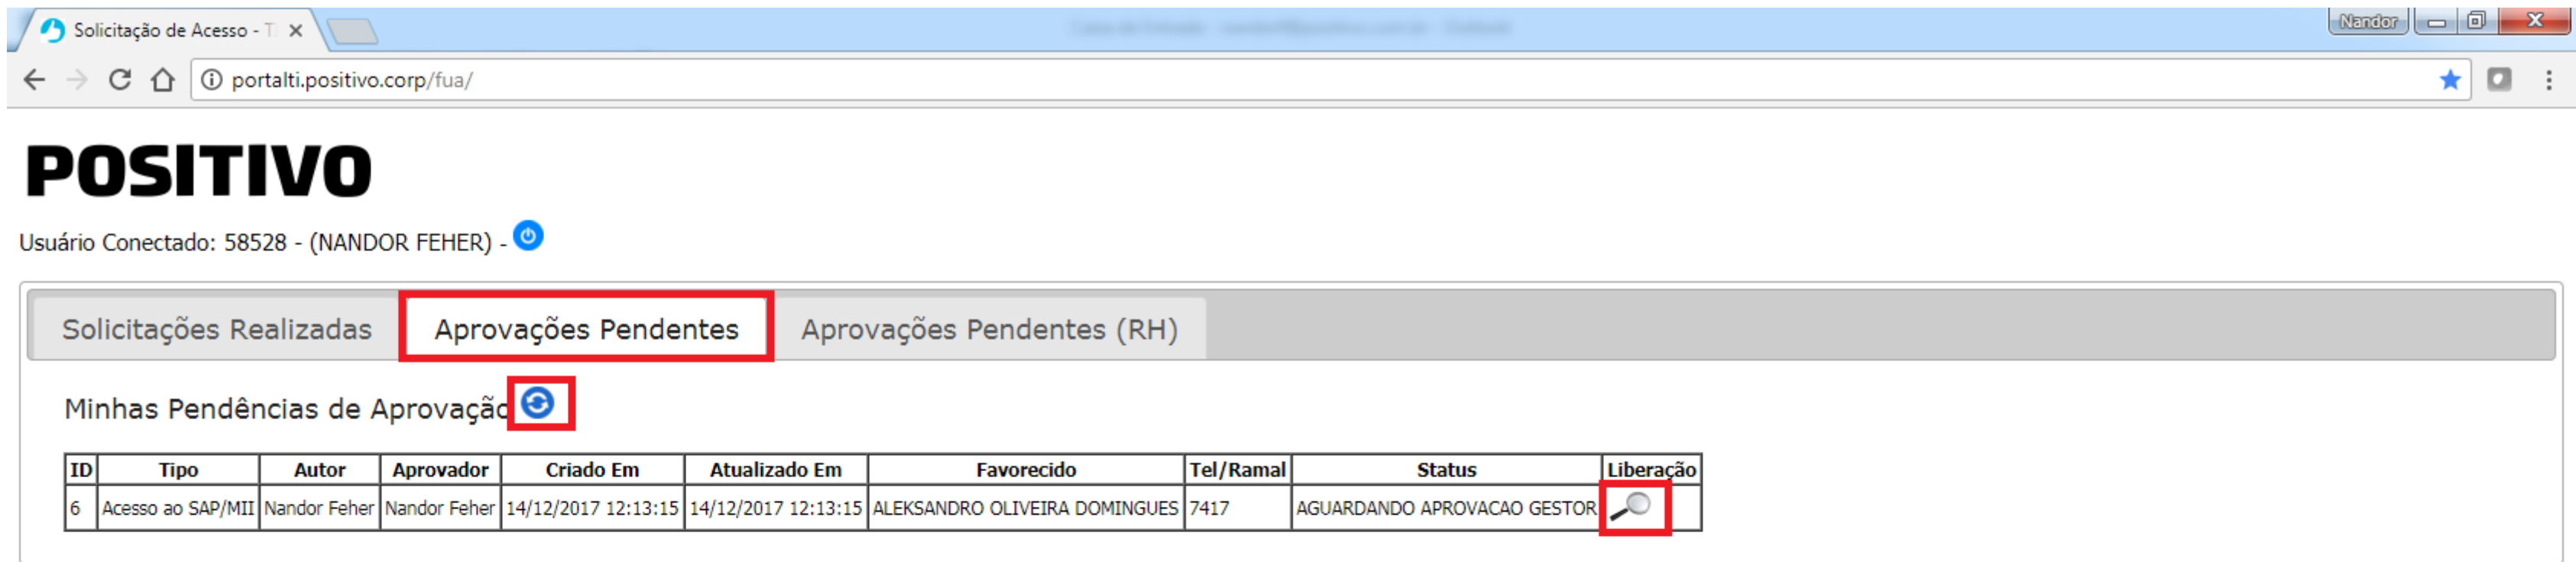 Solicitação de Acesso - T
Nandor
portalti.positivo.corp/fua/
POSITIVO
Usuário Conectado: 58528 - (NANDOR FEHER) -
Solicitações Realizadas Aprovações Pendentes Aprovações Pendentes (RH)
Minhas Pendências de Aprovação
ID Tipo Autor Aprovador Criado Em Atualizado Em Favorecido Tel/Ramal Status Liberação
6 Acesso ao SAP/MII Nandor Feher Nandor Feher 14/12/2017 12:13:15 14/12/2017 12:13:15 ALEKSANDRO OLIVEIRA DOMINGUES 7417 AGUARDANDO APROVACAO GESTOR